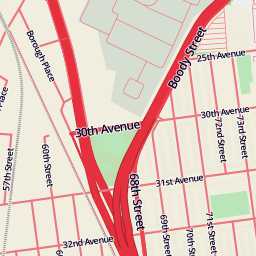 Borough Place
Boody Street
25th Avenue
Place
30th Avenue
30th Avenue
72nd Street
73rd Street
57th Street
60th Street
31st Avenue
68th Street
69th Street
70th Street
71st Street
32nd Avenue